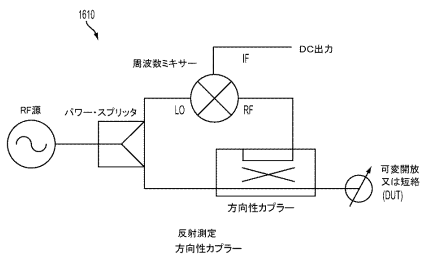 1610
周波数ミキサー
IF
DC出力
RF源
パワー・スプリッタ
LO
RF
可変開放
又は短絡
(DUT)
方向性カプラー
反射測定
方向性カプラー